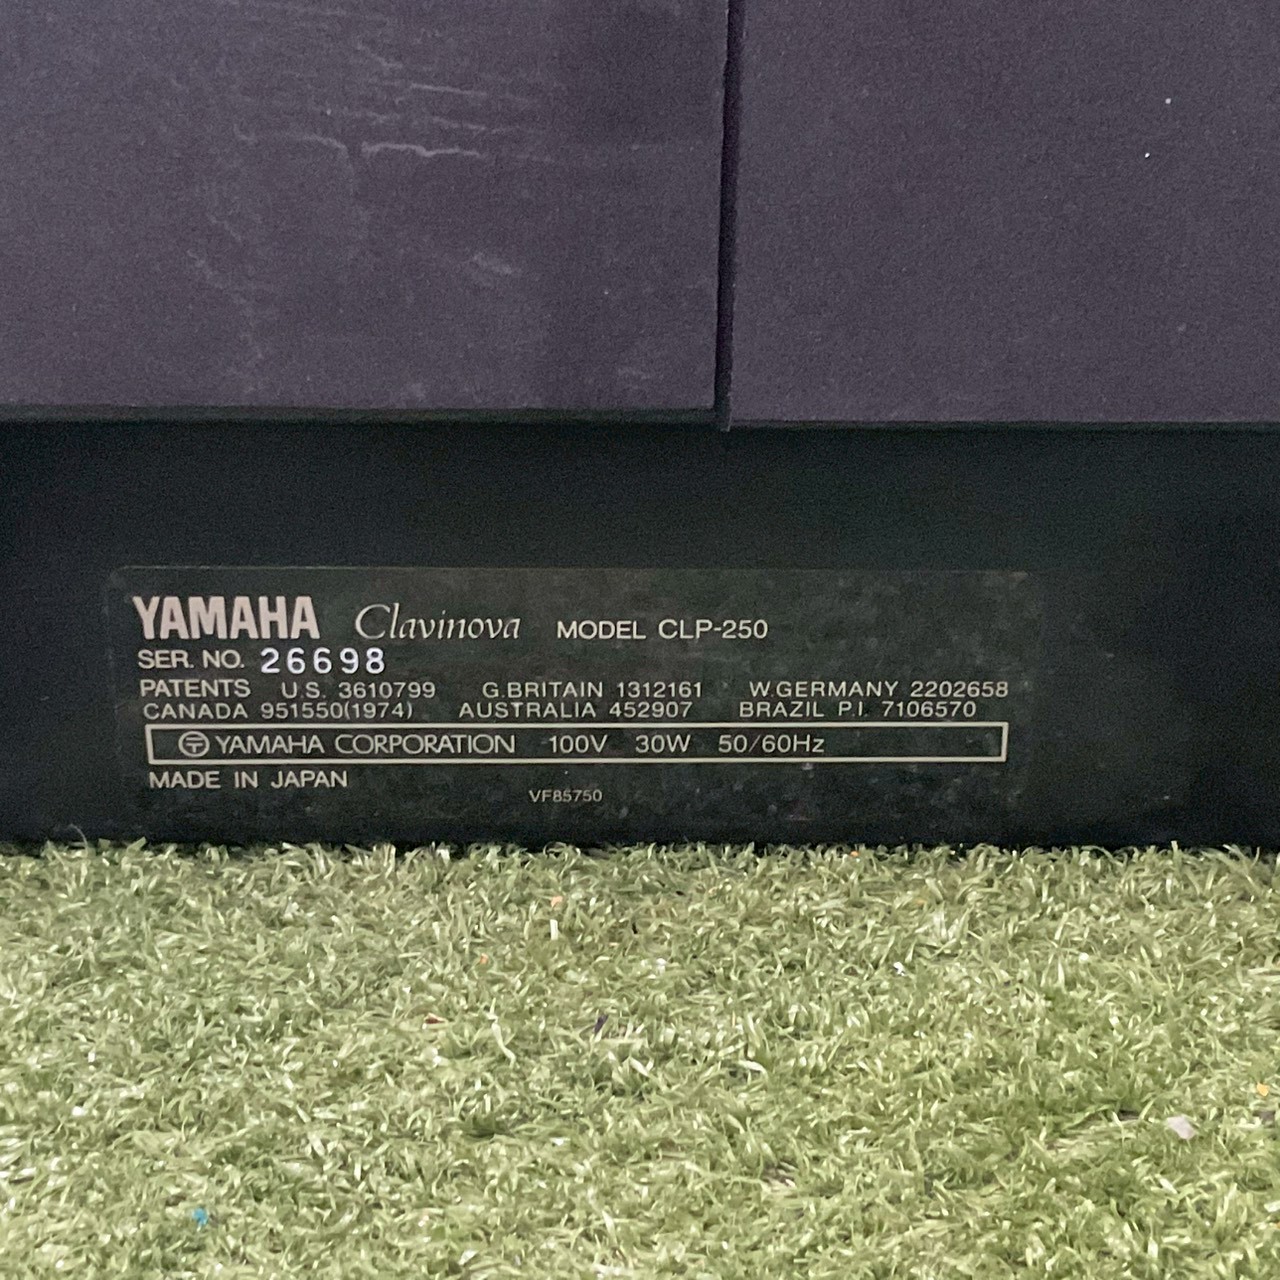 YAMAHA Clavinova MODEL CLP-250
SER. NO. 26698
PATENTS U.S. 3610799 G.BRITAIN 1312161 W.GERMANY 2202658
CANADA 951550(1974) AUSTRALIA 452907 BRAZIL P.I. 7106570
YAMAHA CORPORATION 100V 30W 50/60Hz
MADE IN JAPAN
VF85750